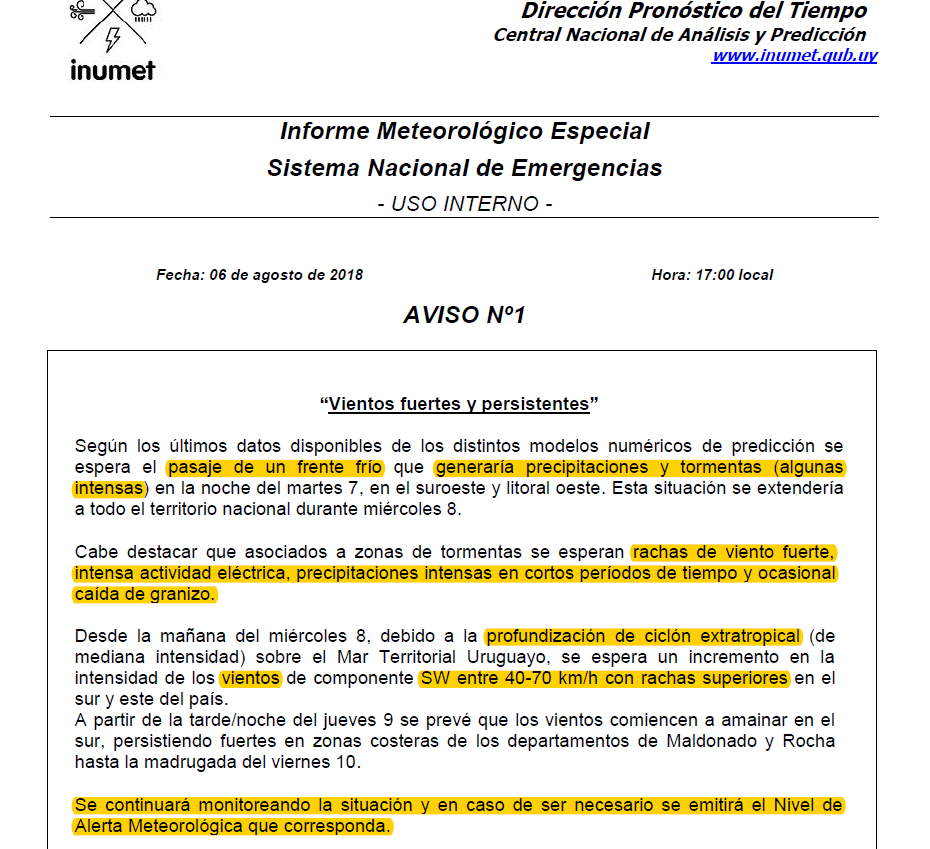 inumet
Dirección Pronóstico del Tiempo
Central Nacional de Análisis y Predicción
www.inumet.gub.uy
Informe Meteorológico Especial
Sistema Nacional de Emergencias
- USO INTERNO -
Fecha: 06 de agosto de 2018 Hora: 17:00 local
AVISO Nº1
“Vientos fuertes y persistentes”
Según los últimos datos disponibles de los distintos modelos numéricos de predicción se
espera el pasaje de un frente frío que generaría precipitaciones y tormentas (algunas
intensas) en la noche del martes 7, en el suroeste y litoral oeste. Esta situación se extendería
a todo el territorio nacional durante miércoles 8.
Cabe destacar que asociados a zonas de tormentas se esperan rachas de viento fuerte,
intensa actividad eléctrica, precipitaciones intensas en cortos períodos de tiempo y ocasional
caída de granizo.
Desde la mañana del miércoles 8, debido a la profundización de ciclón extratropical (de
mediana intensidad) sobre el Mar Territorial Uruguayo, se espera un incremento en la
intensidad de los vientos de componente SW entre 40-70 km/h con rachas superiores en el
sur y este del país.
A partir de la tarde/noche del jueves 9 se prevé que los vientos comiencen a amainar en el
sur, persistiendo fuertes en zonas costeras de los departamentos de Maldonado y Rocha
hasta la madrugada del viernes 10.
Se continuará monitoreando la situación y en caso de ser necesario se emitirá el Nivel de
Alerta Meteorológica que corresponda.